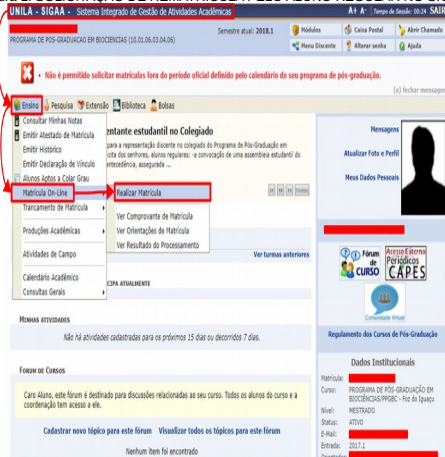 UNILA - SIGAA - Sistema Integrado de Gestão de Atividades Acadêmicas
A+ A- | Tempo de Sessão: 00:24 SAIR
PROGRAMA DE PÓS-GRADUACAO EM BIOCIÊNCIAS (10.01.06.03.04.06)
Semestre atual: 2018.1
Módulos
Caixa Postal
Abrir Chamado
Menu Discente
Alterar senha
Ajuda
• Não é permitido solicitar matrículas fora do período oficial definido pelo calendário do seu programa de pós-graduação.
(x) fechar mensagens
Ensino Pesquisa Extensão Biblioteca Bolsas
Consultar Minhas Notas
Emitir Atestado de Matrícula
Emitir Histórico
Emitir Declaração de Vínculo
Alunos Aptos a Colar Grau
Matrícula On-Line
Trancamento de Matrícula
Produções Acadêmicas
Atividades de Campo
Calendário Acadêmico
Consultas Gerais
Realizar Matrícula
Ver Comprovante de Matrícula
Ver Orientações de Matrícula
Ver Resultado do Processamento
entante estudantil no Colegiado
para a representação discente no colegiado do Programa de Pós-Graduação em
cita dos senhores, alunos regulares: -a convocação de uma assembleia estudantil do
antecedência, assegurada ...
Ver turmas anteriores
CIPA ATUALMENTE
MINHAS ATIVIDADES
Não há atividades cadastradas para os próximos 15 dias ou decorridos 7 dias.
FORUM DE CURSOS
Caro Aluno, este fórum é destinado para discussões relacionadas ao seu curso. Todos os alunos do curso e a
coordenação tem acesso a ele.
Cadastrar novo tópico para este fórum Visualizar todos os tópicos para este fórum
Nenhum item foi encontrado
Mensagens
Atualizar Foto e Perfil
Meus Dados Pessoais
Fórum
de
CURSO
Acesso Externo
Periódicos
CAPES
Comunidade Virtual
Regulamento dos Cursos de Pós-Graduação
Dados Institucionais
Matrícula:
Curso: PROGRAMA DE PÓS-GRADUAÇÃO EM
BIOCIÊNCIAS/PPGBC - Foz do Iguaçu
Nível: MESTRADO
Status: ATIVO
E-Mail:
Entrada: 2017.1